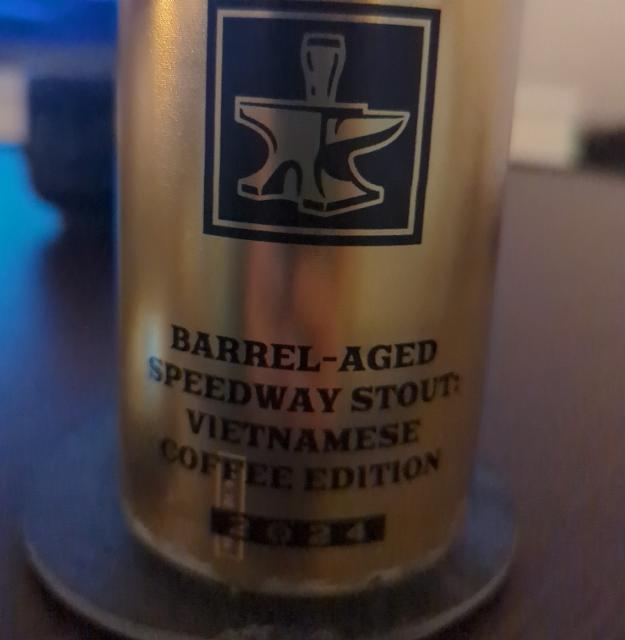 BARREL-AGED
SPEEDWAY STOUT:
VIETNAMESE
COFFEE EDITION
2024